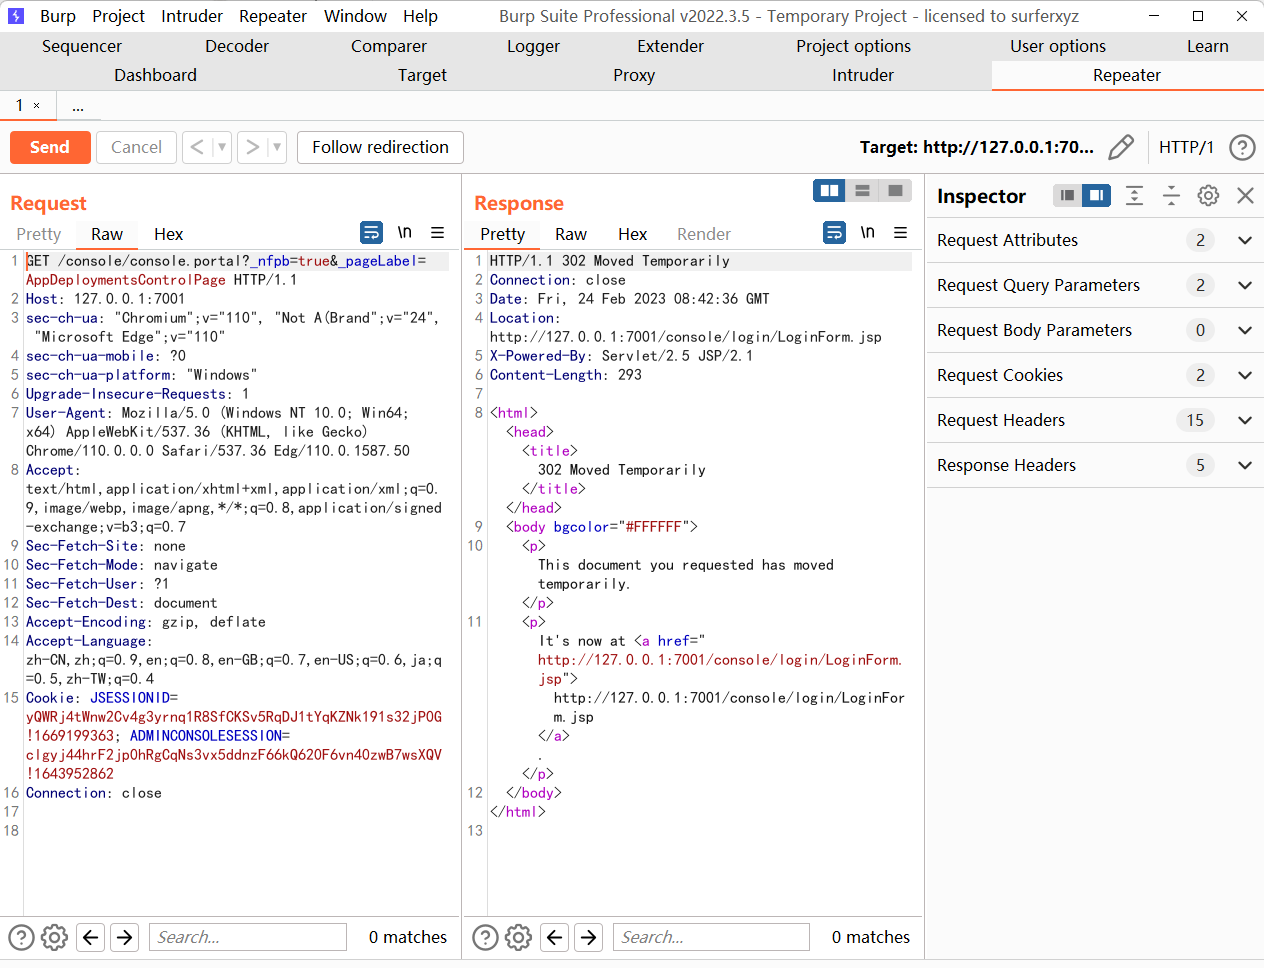 Burp Project Intruder Repeater Window Help Burp Suite Professional v2022.3.5 - Temporary Project - licensed to surferxyz
Sequencer Decoder Comparer Logger Extender Project options User options Learn
Dashboard Target Proxy Intruder Repeater
1 × ...
Send Cancel < > Follow redirection Target: http://127.0.0.1:70... HTTP/1 ?
Request
Pretty Raw Hex \n
1 GET /console/console.portal?_nfpb=true&_pageLabel=
AppDeploymentsControlPage HTTP/1.1
2 Host: 127.0.0.1:7001
3 sec-ch-ua: "Chromium";v="110", "Not A(Brand";v="24",
"Microsoft Edge";v="110"
4 sec-ch-ua-mobile: ?0
5 sec-ch-ua-platform: "Windows"
6 Upgrade-Insecure-Requests: 1
7 User-Agent: Mozilla/5.0 (Windows NT 10.0; Win64;
x64) AppleWebKit/537.36 (KHTML, like Gecko)
Chrome/110.0.0.0 Safari/537.36 Edg/110.0.1587.50
8 Accept:
text/html,application/xhtml+xml,application/xml;q=0.
9,image/webp,image/apng,*/*;q=0.8,application/signed
-exchange;v=b3;q=0.7
9 Sec-Fetch-Site: none
10 Sec-Fetch-Mode: navigate
11 Sec-Fetch-User: ?1
12 Sec-Fetch-Dest: document
13 Accept-Encoding: gzip, deflate
14 Accept-Language:
zh-CN,zh;q=0.9,en;q=0.8,en-GB;q=0.7,en-US;q=0.6,ja;q
=0.5,zh-TW;q=0.4
15 Cookie: JSESSIONID=
yQWRj4tWnw2Cv4g3yrnq1R8SfCKSv5RqDJ1tYqKZNk191s32jPOG
!1669199363; ADMINCONSOLESESSION=
clgyj44hrF2jpOhRgCqNs3vx5ddnzF66kQ62OF6vn40zwB7wsXQV
!1643952862
16 Connection: close
17
18
? Search... 0 matches
Response
Pretty Raw Hex Render \n
1 HTTP/1.1 302 Moved Temporarily
2 Connection: close
3 Date: Fri, 24 Feb 2023 08:42:36 GMT
4 Location:
http://127.0.0.1:7001/console/login/LoginForm.jsp
5 X-Powered-By: Servlet/2.5 JSP/2.1
6 Content-Length: 293
7
8 <html>
<head>
<title>
302 Moved Temporarily
</title>
</head>
9 <body bgcolor="#FFFFFF">
10 <p>
This document you requested has moved
temporarily.
</p>
11 <p>
It's now at <a href="
http://127.0.0.1:7001/console/login/LoginForm.
jsp">
http://127.0.0.1:7001/console/login/LoginFor
m.jsp
</a>
.
</p>
12 </body>
</html>
13
? Search... 0 matches
Inspector
Request Attributes 2
Request Query Parameters 2
Request Body Parameters 0
Request Cookies 2
Request Headers 15
Response Headers 5